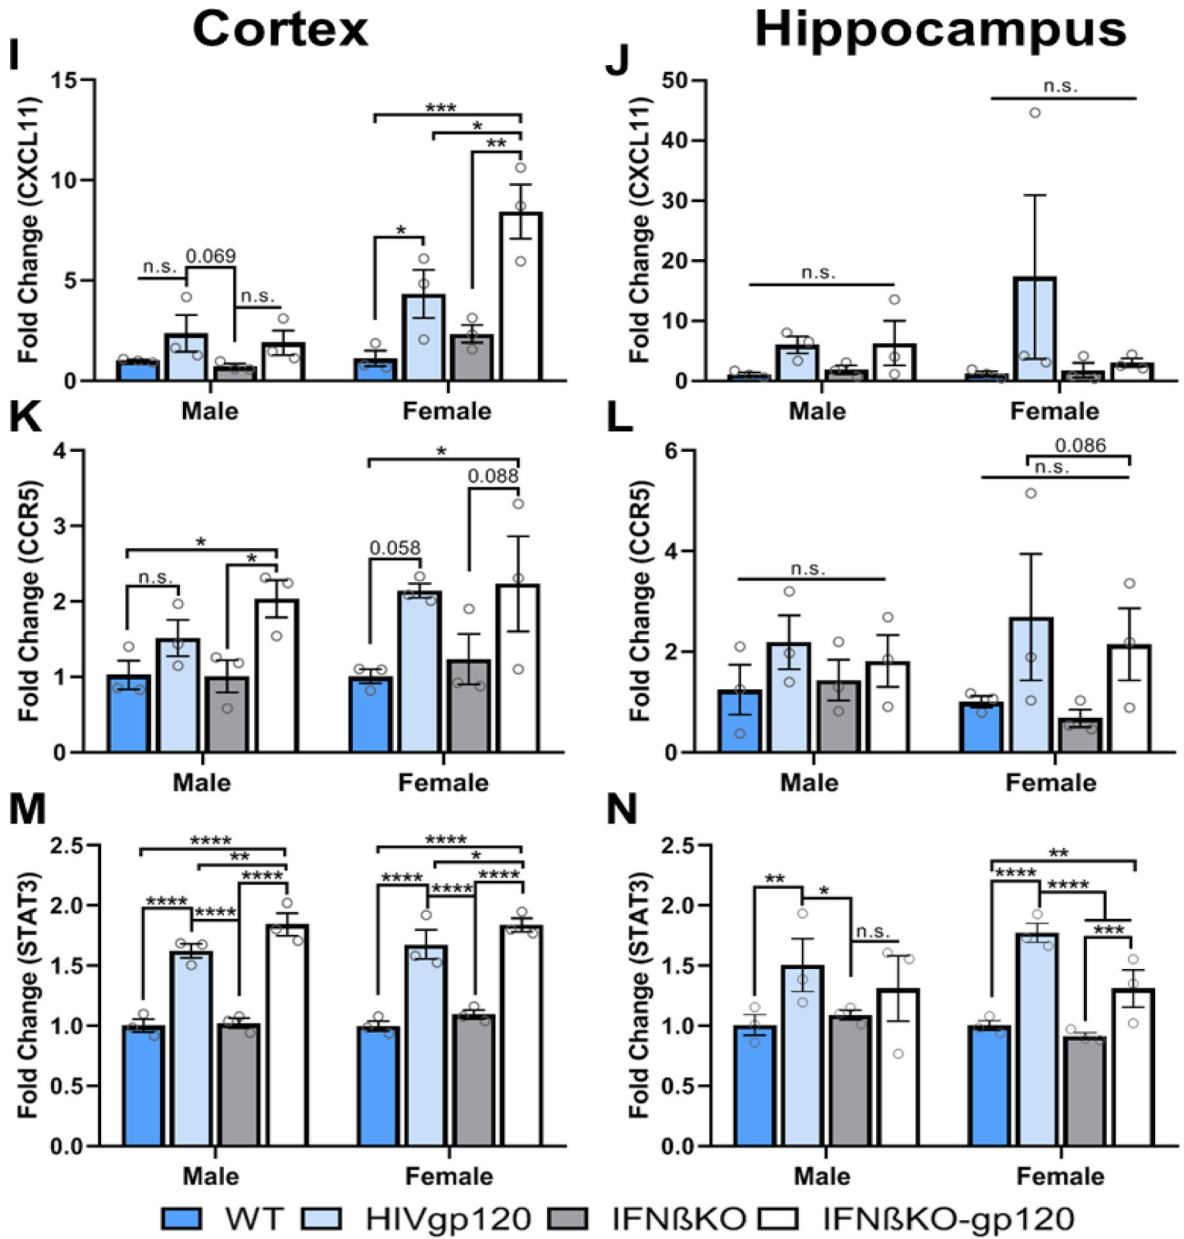 Cortex
Hippocampus
I
Fold Change (CXCL11)
15
10
5
0
n.s.
0.069
n.s.
*
***
*
**
Male
Female
J
Fold Change (CXCL11)
50
40
30
20
10
0
n.s.
n.s.
Male
Female
K
Fold Change (CCR5)
4
3
2
1
0
*
n.s.
*
*
0.088
0.058
Male
Female
L
Fold Change (CCR5)
6
4
2
0
n.s.
0.086
n.s.
Male
Female
M
Fold Change (STAT3)
2.5
2.0
1.5
1.0
0.5
0.0
****
**
****
****
****
****
*
****
****
****
Male
Female
N
Fold Change (STAT3)
2.5
2.0
1.5
1.0
0.5
0.0
**
*
n.s.
**
****
****
***
Male
Female
WT HIVgp120 IFNßKO IFNßKO-gp120